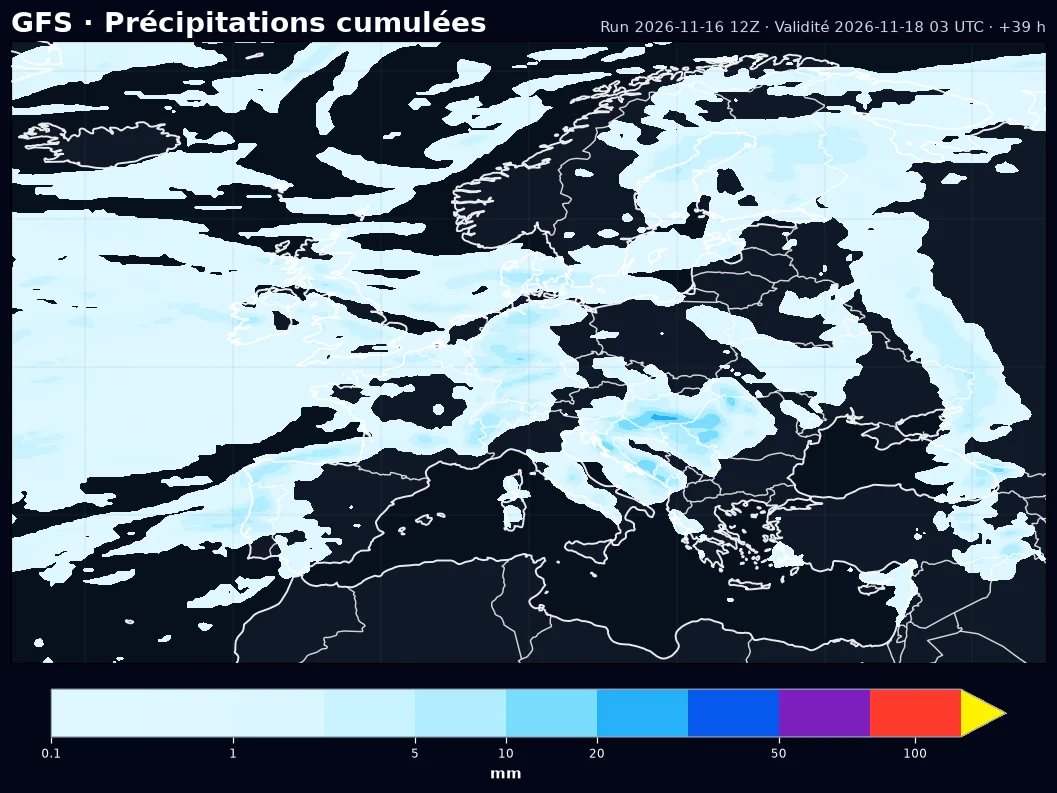 GFS · Précipitations cumulées
Run 2026-11-16 12Z · Validité 2026-11-18 03 UTC · +39 h
0.1 1 5 10 20 50 100
mm